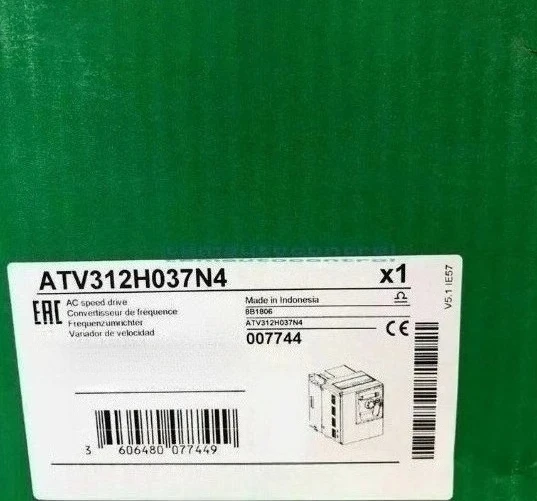 ATV312H037N4 x1
EAC
AC speed drive
Convertisseur de fréquence
Frequenzumrichter
Variador de velocidad
Made in Indonesia
8B1806
ATV312H037N4
007744
CE
V5.1 IE57
3 606480 077449